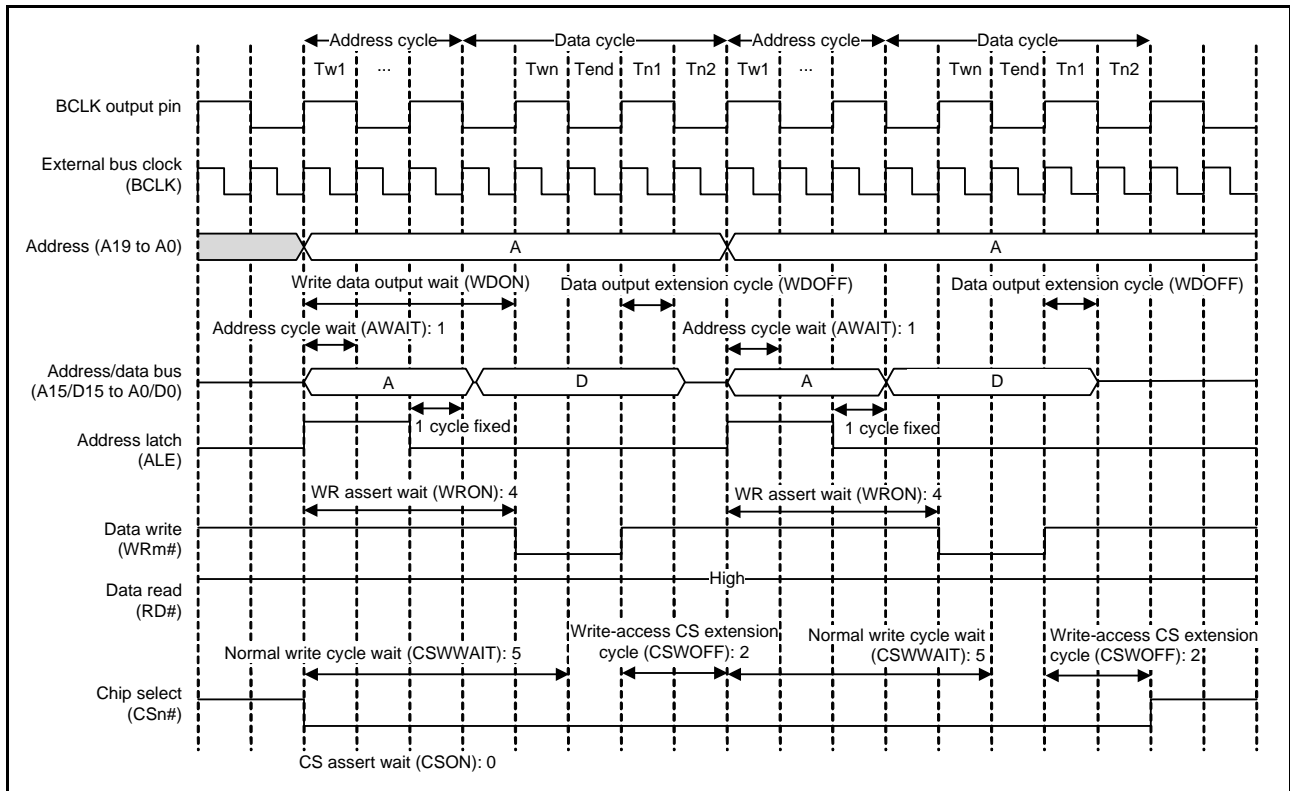 Address cycle Data cycle Address cycle Data cycle
Tw1 ... Twn Tend Tn1 Tn2 Tw1 ... Twn Tend Tn1 Tn2
BCLK output pin
External bus clock
(BCLK)
Address (A19 to A0) A A
Write data output wait (WDON) Data output extension cycle (WDOFF) Data output extension cycle (WDOFF)
Address cycle wait (AWAIT): 1 Address cycle wait (AWAIT): 1
Address/data bus
(A15/D15 to A0/D0)
A D A D
1 cycle fixed 1 cycle fixed
Address latch
(ALE)
WR assert wait (WRON): 4 WR assert wait (WRON): 4
Data write
(WRm#)
High
Data read
(RD#)
Normal write cycle wait (CSWWAIT): 5
Write-access CS extension
cycle (CSWOFF): 2
Normal write cycle wait
(CSWWAIT): 5
Write-access CS extension
cycle (CSWOFF): 2
Chip select
(CSn#)
CS assert wait (CSON): 0